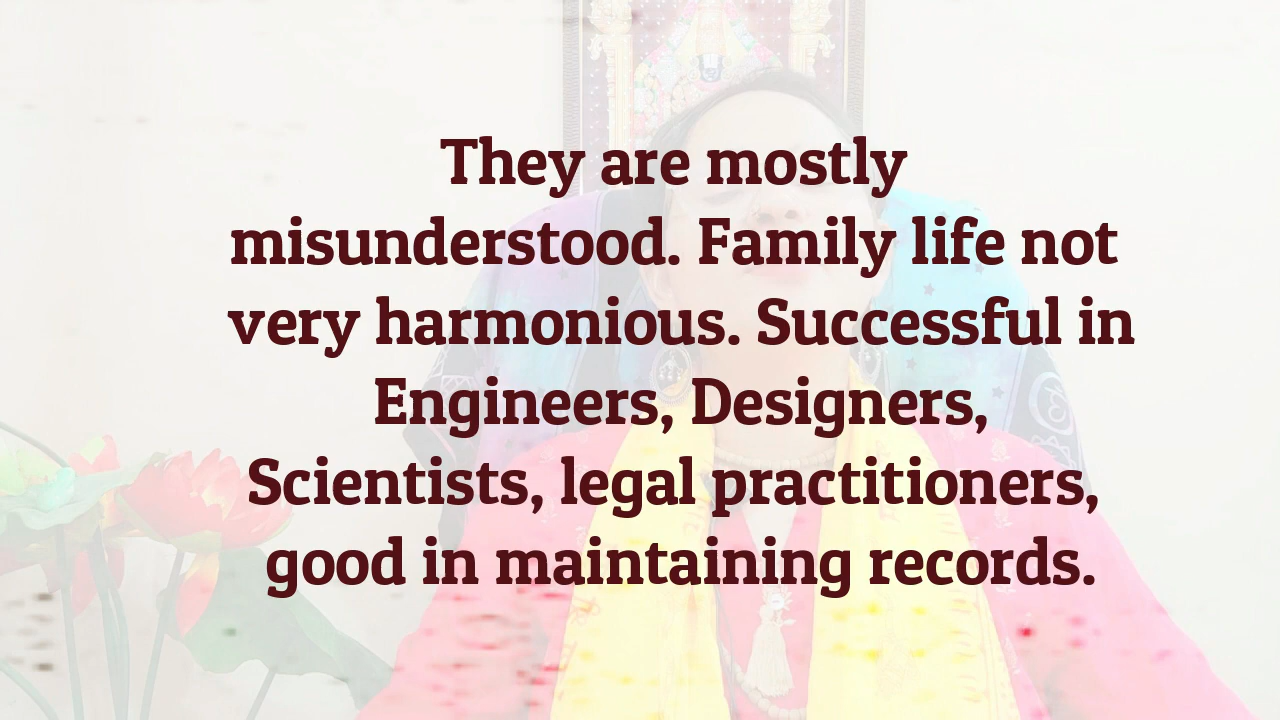 They are mostly
misunderstood. Family life not
very harmonious. Successful in
Engineers, Designers,
Scientists, legal practitioners,
good in maintaining records.